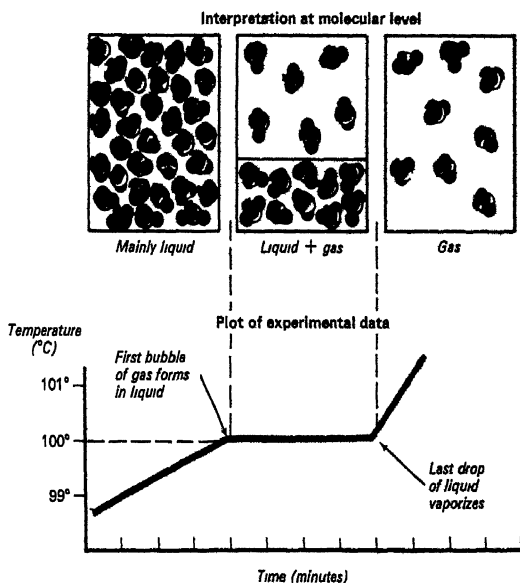 Interpretation at molecular level
Mainly liquid
Liquid + gas
Gas
Plot of experimental data
Temperature
(°C)
First bubble
of gas forms
in liquid
101°
100°
99°
Last drop
of liquid
vaporizes
Time (minutes)